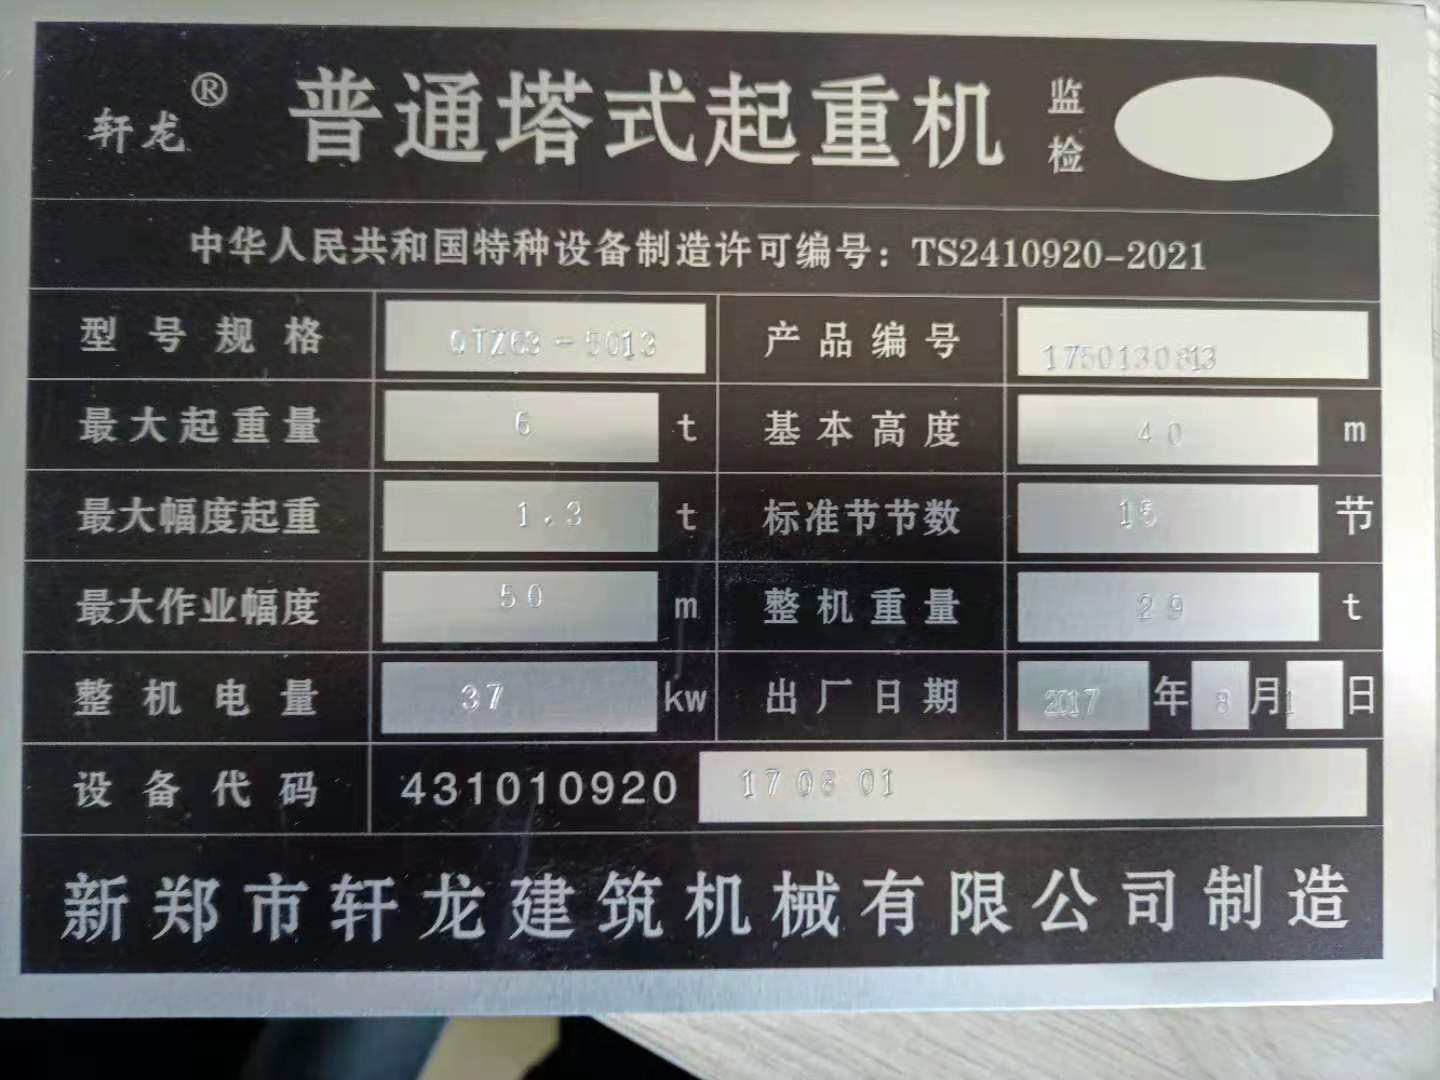 轩龙® 普通塔式起重机 监检
中华人民共和国特种设备制造许可编号：TS2410920-2021
型号规格 QTZ63-5013 产品编号 1750130813
最大起重量 6 t 基本高度 40 m
最大幅度起重 1.3 t 标准节节数 15 节
最大作业幅度 50 m 整机重量 29 t
整机电量 37 kw 出厂日期 2017 年 8 月 1 日
设备代码 431010920 17 08 01
新郑市轩龙建筑机械有限公司制造